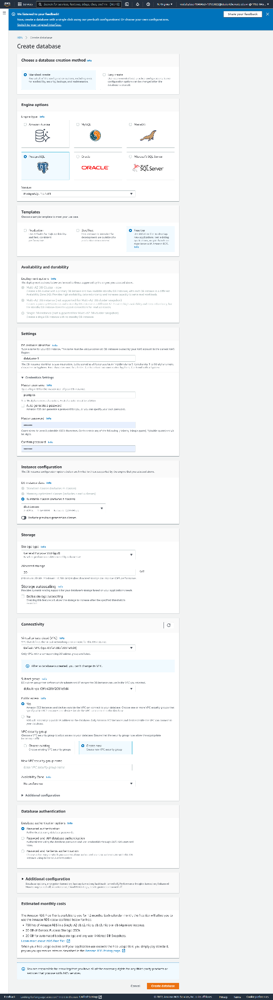 aws
Services
Search for services, features, blogs, docs, and m
[Alt+S]
N. Virginia
We listened to your feedback!
Now, create a database with a single click using our pre-built configurations! Or choose your own configurations.
Switch to your original interface.
Share your feedback
RDS > Create database
Create database
Choose a database creation method Info
Standard create
You set all of the configuration options, including ones
for availability, security, backups, and maintenance.
Easy create
Use recommended best-practice configurations. Some
configuration options can be changed after the
database is created.
Engine options
Engine type Info
Amazon Aurora
MySQL
MariaDB
PostgreSQL
Oracle
ORACLE
Microsoft SQL Server
Microsoft
SQL Server
Version
PostgreSQL 13.4-R1
Templates
Choose a sample template to meet your use case.
Production
Use defaults for high availability
and fast, consistent
performance.
Dev/Test
This instance is intended for
development use outside of a
production environment.
Free tier
Use RDS Free Tier to develop
new applications, test existing
applications, or gain hands-on
experience with Amazon RDS.
Info
Availability and durability
Deployment options Info
The deployment options below are limited to those supported by the engine you selected above.
Multi-AZ DB Cluster - new
Creates a DB cluster with a primary DB instance and two readable standby DB instances, with each DB instance in a different
Availability Zone (AZ). Provides high availability, data redundancy and increases capacity to serve read workloads.
Multi-AZ DB instance (not supported for Multi-AZ DB cluster snapshot)
Creates a primary DB instance and a standby DB instance in a different AZ. Provides high availability and data redundancy, but
the standby DB instance doesn't support connections for read workloads.
Single DB instance (not supported for Multi-AZ DB cluster snapshot)
Creates a single DB instance with no standby DB instances.
Settings
DB instance identifier Info
Type a name for your DB instance. The name must be unique across all DB instances owned by your AWS account in the current AWS
Region.
database-1
The DB instance identifier is case-insensitive, but is stored as all lowercase (as in "mydbinstance"). Constraints: 1 to 60 alphanumeric
characters or hyphens. First character must be a letter. Can't contain two consecutive hyphens. Can't end with a hyphen.
Credentials Settings
Master username Info
Type a login ID for the master user of your DB instance.
postgres
1 to 16 alphanumeric characters. First character must be a letter.
Auto generate a password
Amazon RDS can generate a password for you, or you can specify your own password.
Master password Info
••••••••
Constraints: At least 8 printable ASCII characters. Can't contain any of the following: / (slash), '(single quote), "(double quote) and @
(at sign).
Confirm password Info
••••••••
Instance configuration
The DB instance configuration options below are limited to those supported by the engine that you selected above.
DB instance class Info
Standard classes (includes m classes)
Memory optimized classes (includes r and x classes)
Burstable classes (includes t classes)
db.t3.micro
2 vCPUs 1 GiB RAM Network: 2,085 Mbps
Include previous generation classes
Storage
Storage type Info
General Purpose SSD (gp2)
Baseline performance determined by volume size
Allocated storage
20
GiB
(Minimum: 20 GiB. Maximum: 16,384 GiB) Higher allocated storage can improve IOPS performance.
Storage autoscaling Info
Provides dynamic scaling support for your database's storage based on your application's needs.
Enable storage autoscaling
Enabling this feature will allow the storage to increase after the specified threshold is
exceeded.
Connectivity
Virtual private cloud (VPC) Info
VPC that defines the virtual networking environment for this DB instance.
Default VPC (vpc-09fa428bf2081e9d4)
Only VPCs with a corresponding DB subnet group are listed.
After a database is created, you can't change its VPC.
Subnet group Info
DB subnet group that defines which subnets and IP ranges the DB instance can use in the VPC you selected.
default-vpc-09fa428bf2081e9d4
Public access Info
Yes
Amazon EC2 instances and devices outside the VPC can connect to your database. Choose one or more VPC security groups that
specify which EC2 instances and devices inside the VPC can connect to the database.
No
RDS will not assign a public IP address to the database. Only Amazon EC2 instances and devices inside the VPC can connect to
your database.
VPC security group
Choose a VPC security group to allow access to your database. Ensure that the security group rules allow the appropriate
incoming traffic.
Choose existing
Choose existing VPC security groups
Create new
Create new VPC security group
New VPC security group name
Enter VPC security group name
Availability Zone Info
No preference
Additional configuration
Database authentication
Database authentication options Info
Password authentication
Authenticates using database passwords.
Password and IAM database authentication
Authenticates using the database password and user credentials through AWS IAM users and
roles.
Password and Kerberos authentication
Choose a directory in which you want to allow authorized users to authenticate with this DB
instance using Kerberos Authentication.
Additional configuration
Database options, encryption turned on, backup turned on, backtrack turned off, Performance Insights turned on, Enhanced
Monitoring turned off, maintenance, CloudWatch Logs, delete protection turned off.
Estimated monthly costs
The Amazon RDS Free Tier is available to you for 12 months. Each calendar month, the free tier will allow you to
use the Amazon RDS resources listed below for free:
• 750 hrs of Amazon RDS in a Single-AZ db.t2.micro, db.t3.micro or db.t4g.micro Instance.
• 20 GB of General Purpose Storage (SSD).
• 20 GB for automated backup storage and any user-initiated DB Snapshots.
Learn more about AWS Free Tier.
When your free usage expires or if your application use exceeds the free usage tiers, you simply pay standard,
pay-as-you-go service rates as described in the Amazon RDS Pricing page.
You are responsible for ensuring that you have all of the necessary rights for any third-party products or
services that you use with AWS services.
Cancel
Create database
Feedback
Looking for language selection? Find it in the new Unified Settings
© 2022, Amazon Web Services, Inc. or its affiliates.
Privacy
Terms
Cookie preferences